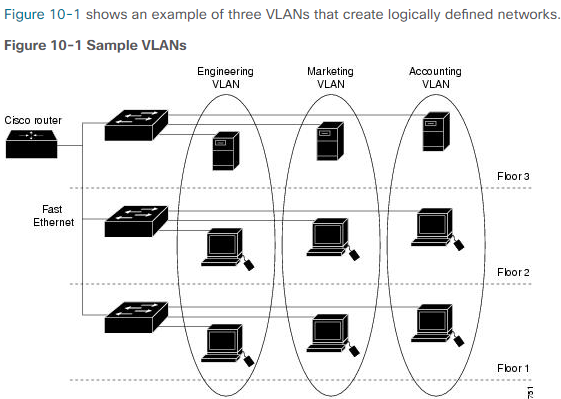 Figure 10-1 shows an example of three VLANs that create logically defined networks.
Figure 10-1 Sample VLANs
Engineering
VLAN
Marketing
VLAN
Accounting
VLAN
Cisco router
Floor 3
Fast
Ethernet
Floor 2
Floor 1
751